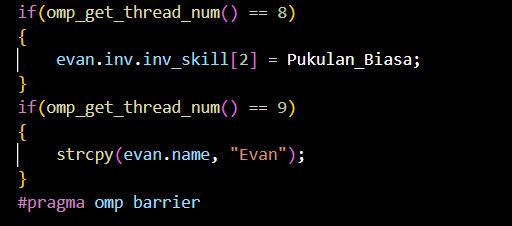 if(omp_get_thread_num() == 8)
{
evan.inv.inv_skill[2] = Pukulan_Biasa;
}
if(omp_get_thread_num() == 9)
{
strcpy(evan.name, "Evan");
}
#pragma omp barrier